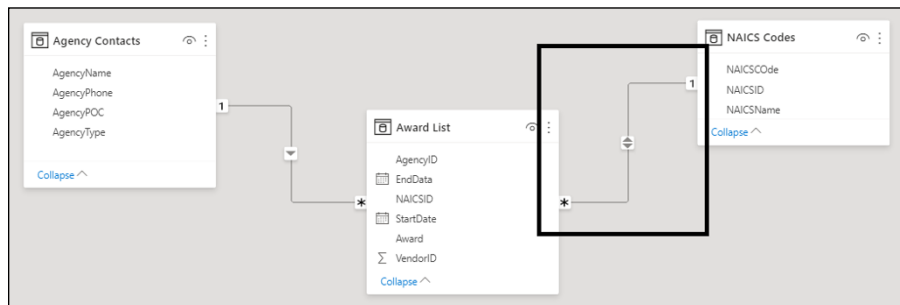 Agency Contacts
AgencyName
AgencyPhone
AgencyPOC
AgencyType
Collapse
1
*
Award List
AgencyID
EndData
NAICSID
StartDate
Award
Σ VendorID
Collapse
*
1
NAICS Codes
NAICSCOde
NAICSID
NAICSName
Collapse